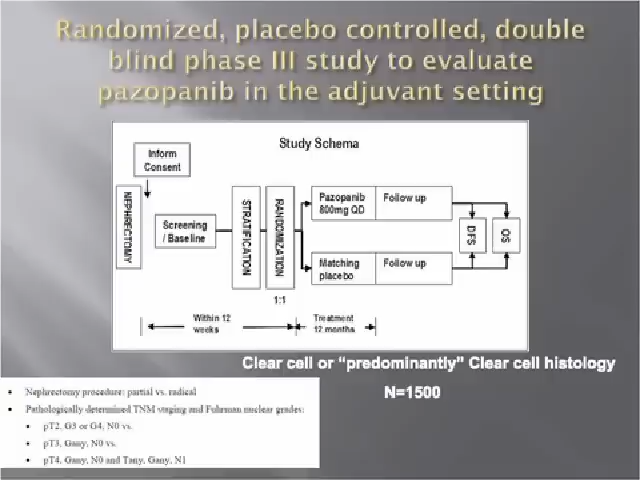 Randomized, placebo controlled, double
blind phase III study to evaluate
pazopanib in the adjuvant setting
Study Schema
Inform
Consent
NEPHRECTOMY
Screening
/ Baseline
STRATIFICATION
RANDOMIZATION
1:1
Pazopanib
800mg QD
Follow up
Matching
placebo
Follow up
DFS
OS
Within 12
weeks
Treatment
12 months
Clear cell or “predominantly” Clear cell histology
N=1500
• Nephrectomy procedure: partial vs. radical
• Pathologically determined TNM staging and Fuhrman nuclear grades:
• pT2, G3 or G4, N0 vs.
• pT3, Gany, N0 vs.
• pT4, Gany, N0 and Tany, Gany, N1